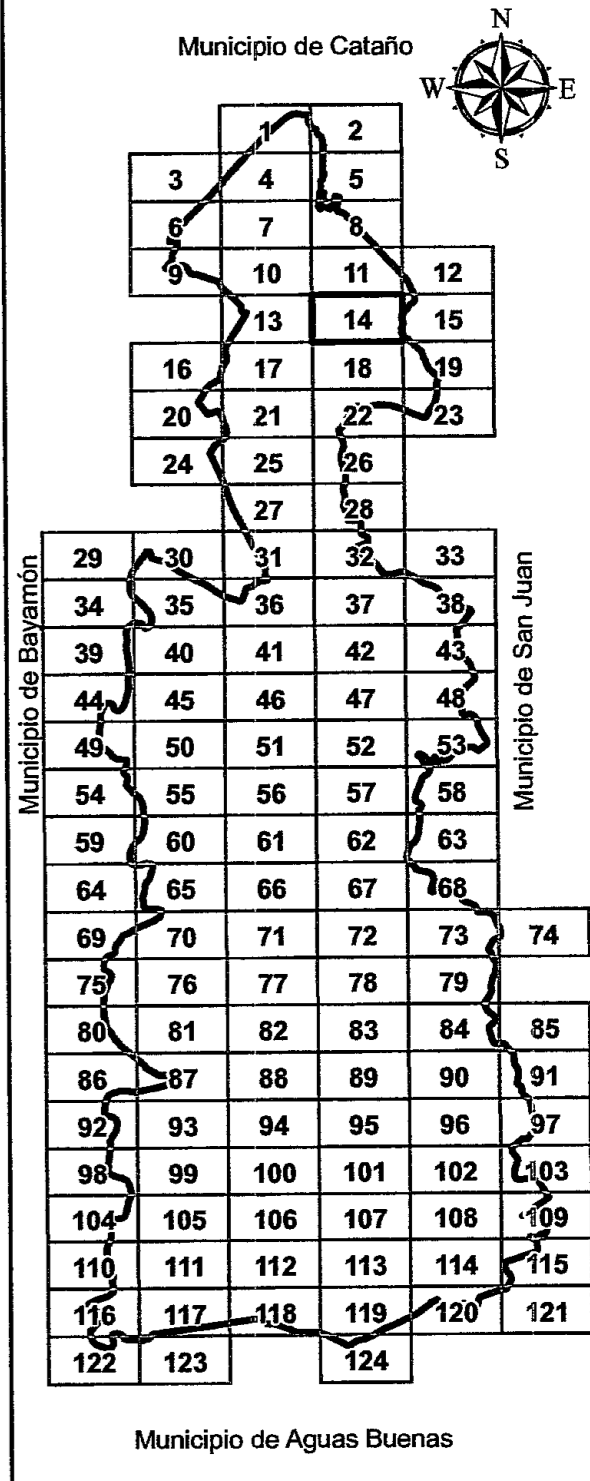 N
Municipio de Cataño
W E
S
1 2
3 4 5
6 7 8
9 10 11 12
13 14 15
16 17 18 19
20 21 22 23
24 25 26
27 28
29 30 31 32 33
34 35 36 37 38
39 40 41 42 43
44 45 46 47 48
49 50 51 52 53
54 55 56 57 58
59 60 61 62 63
64 65 66 67 68
69 70 71 72 73 74
75 76 77 78 79
80 81 82 83 84 85
86 87 88 89 90 91
92 93 94 95 96 97
98 99 100 101 102 103
104 105 106 107 108 109
110 111 112 113 114 115
116 117 118 119 120 121
122 123 124
Municipio de Bayamón
Municipio de San Juan
Municipio de Aguas Buenas